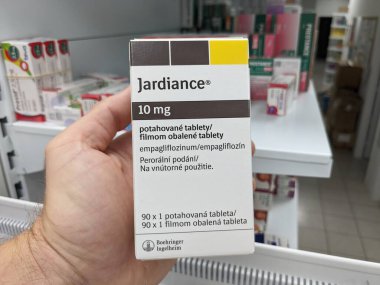 Jardiance®
10 mg
potahované tablety/
filmom obalené tablety
empagliflozinum/empagliflozín
Perorální podání/
Na vnútorné použitie.
90 x 1 potahovaná tableta/
90 x 1 filmom obalená tableta
Boehringer
Ingelheim